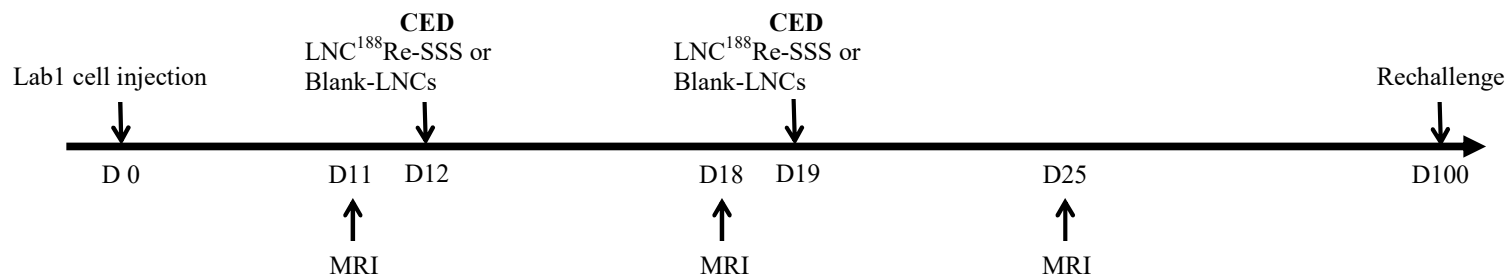 CED
LNC188Re-SSS or
Blank-LNCs
CED
LNC188Re-SSS or
Blank-LNCs
Lab1 cell injection
Rechallenge
D 0
D11
D12
D18
D19
D25
D100
MRI
MRI
MRI